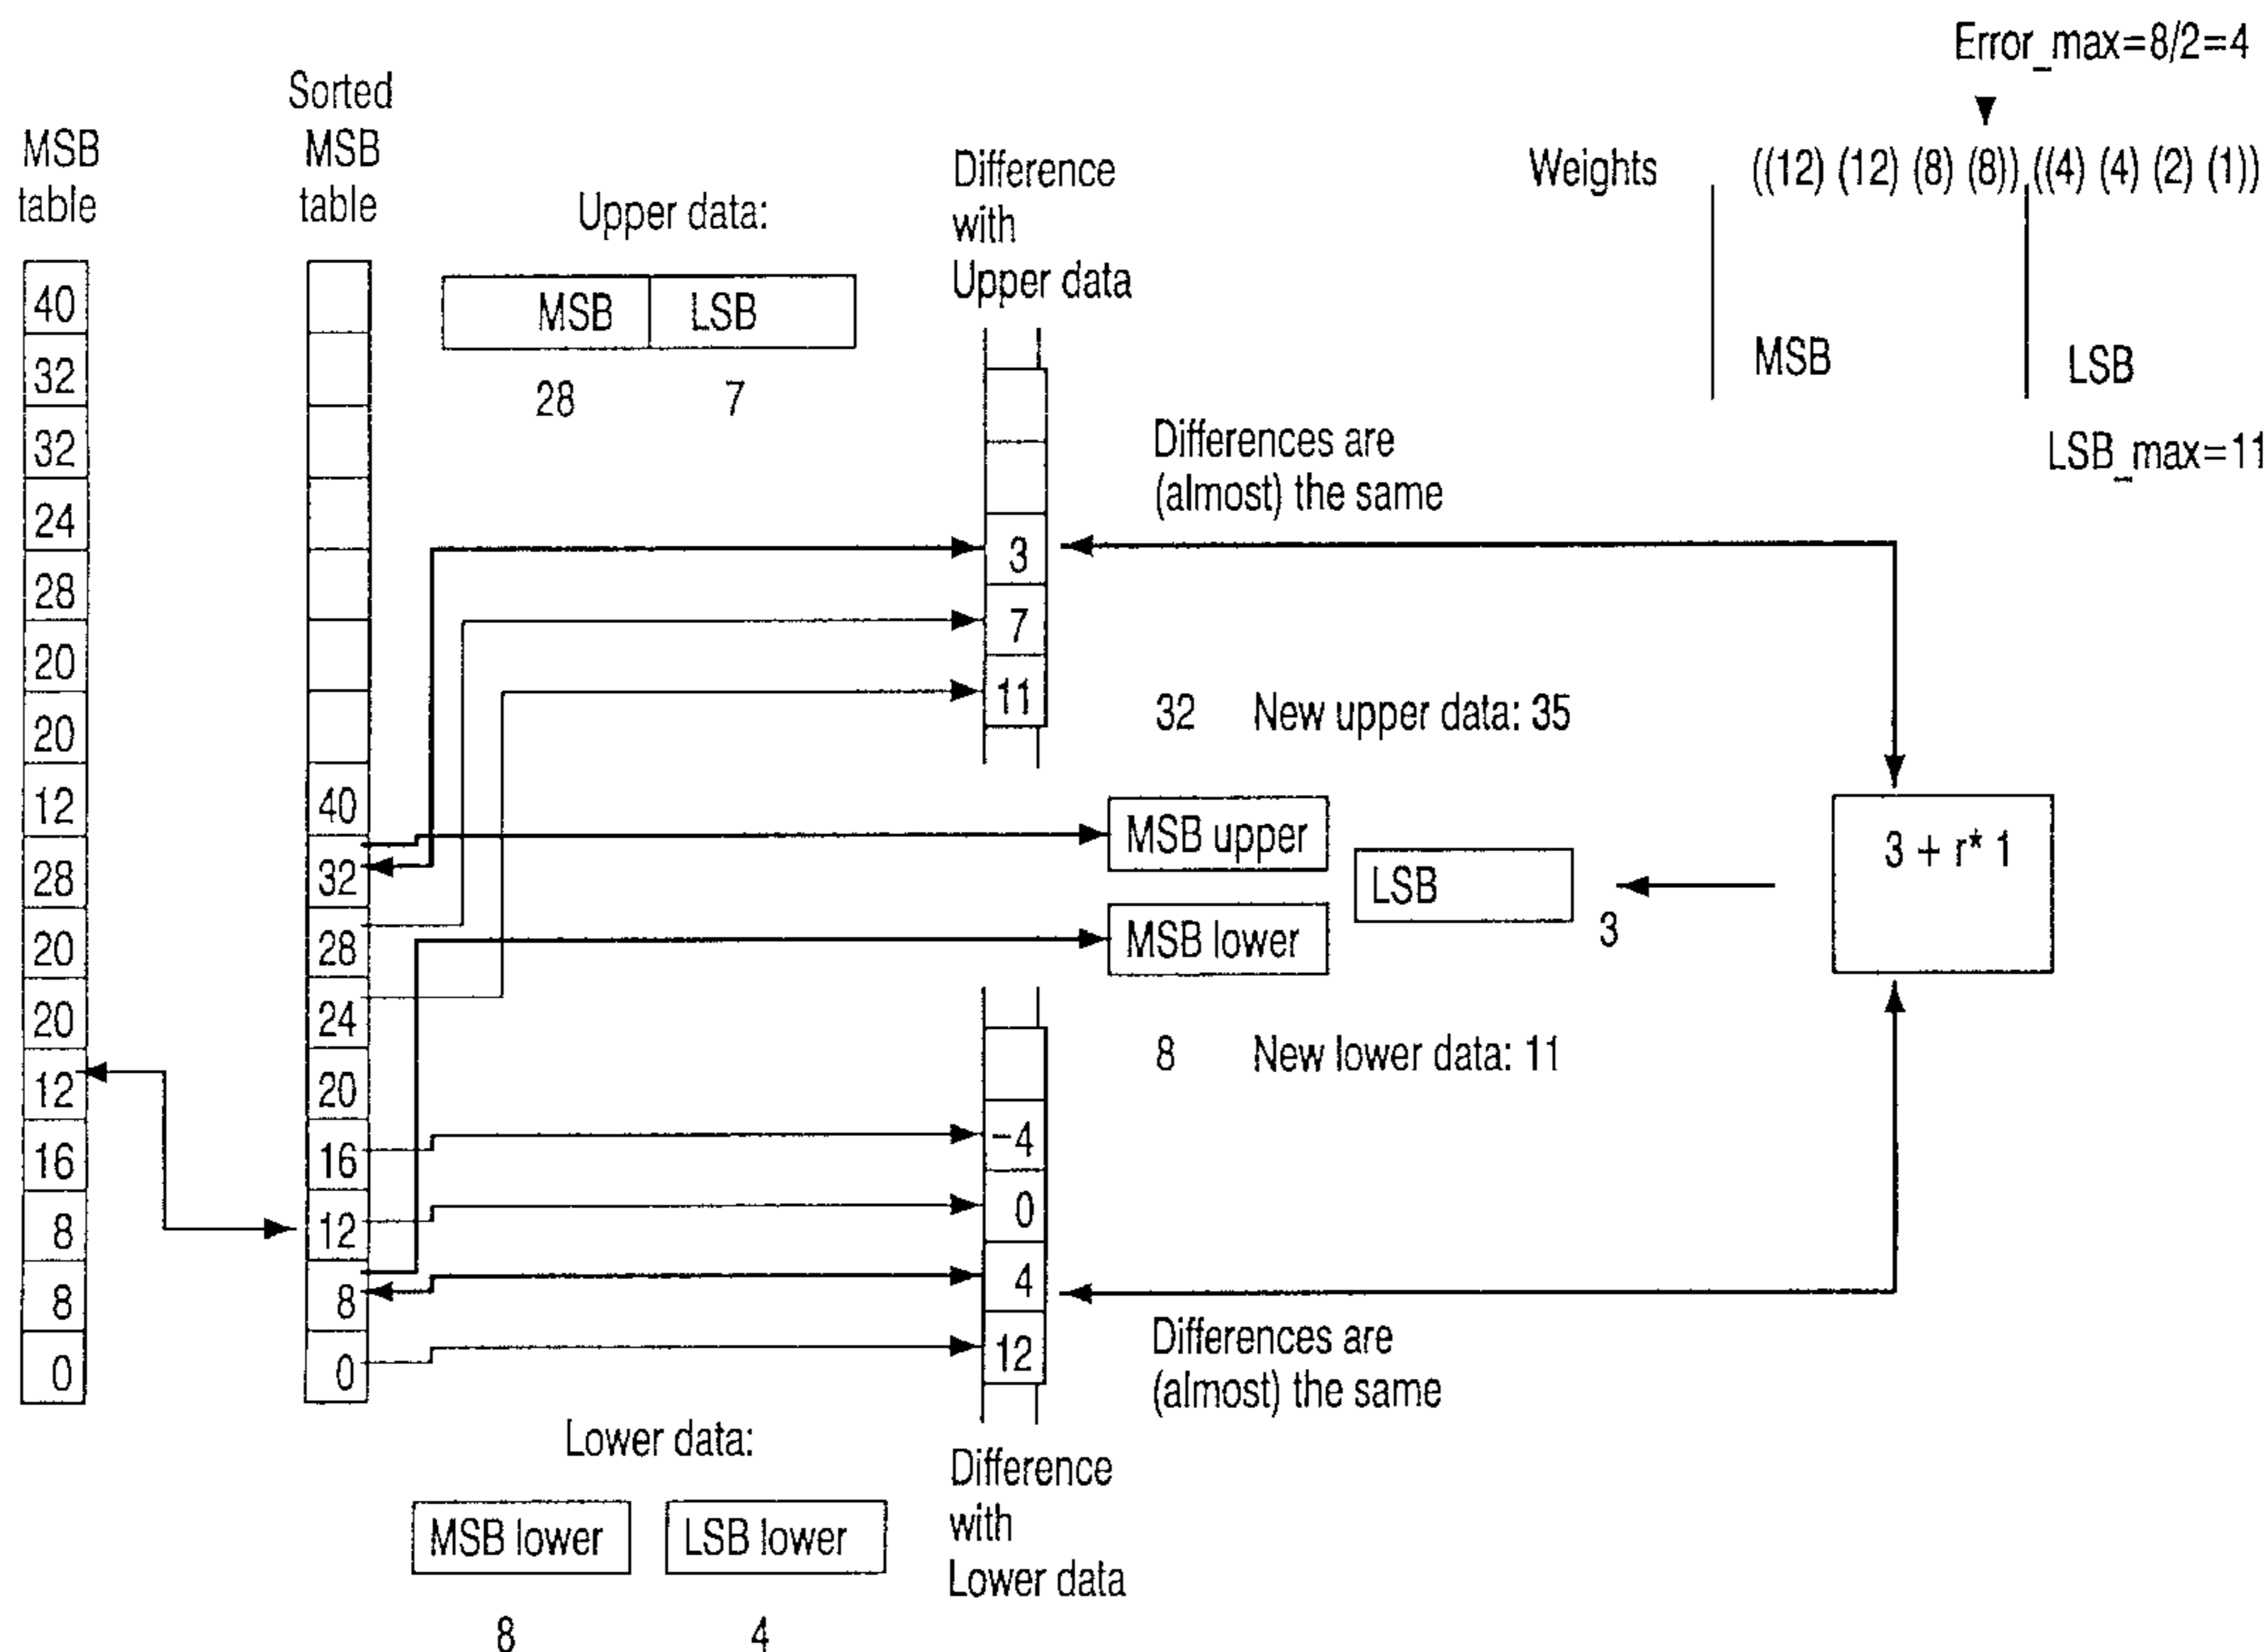 Error_max=8/2=4
Weights ((12) (12) (8) (8)) ((4) (4) (2) (1))
MSB
LSB
LSB_max=11
MSB
table
40
32
32
24
28
20
20
12
28
20
20
12
16
8
8
0
Sorted
MSB
table
40
32
28
24
20
16
12
8
0
Upper data:
MSB LSB
28 7
Difference
with
Upper data
3
7
11
Differences are
(almost) the same
32 New upper data: 35
MSB upper
MSB lower
LSB
3
3 + r* 1
8 New lower data: 11
-4
0
4
12
Differences are
(almost) the same
Lower data:
MSB lower LSB lower
8 4
Difference
with
Lower data